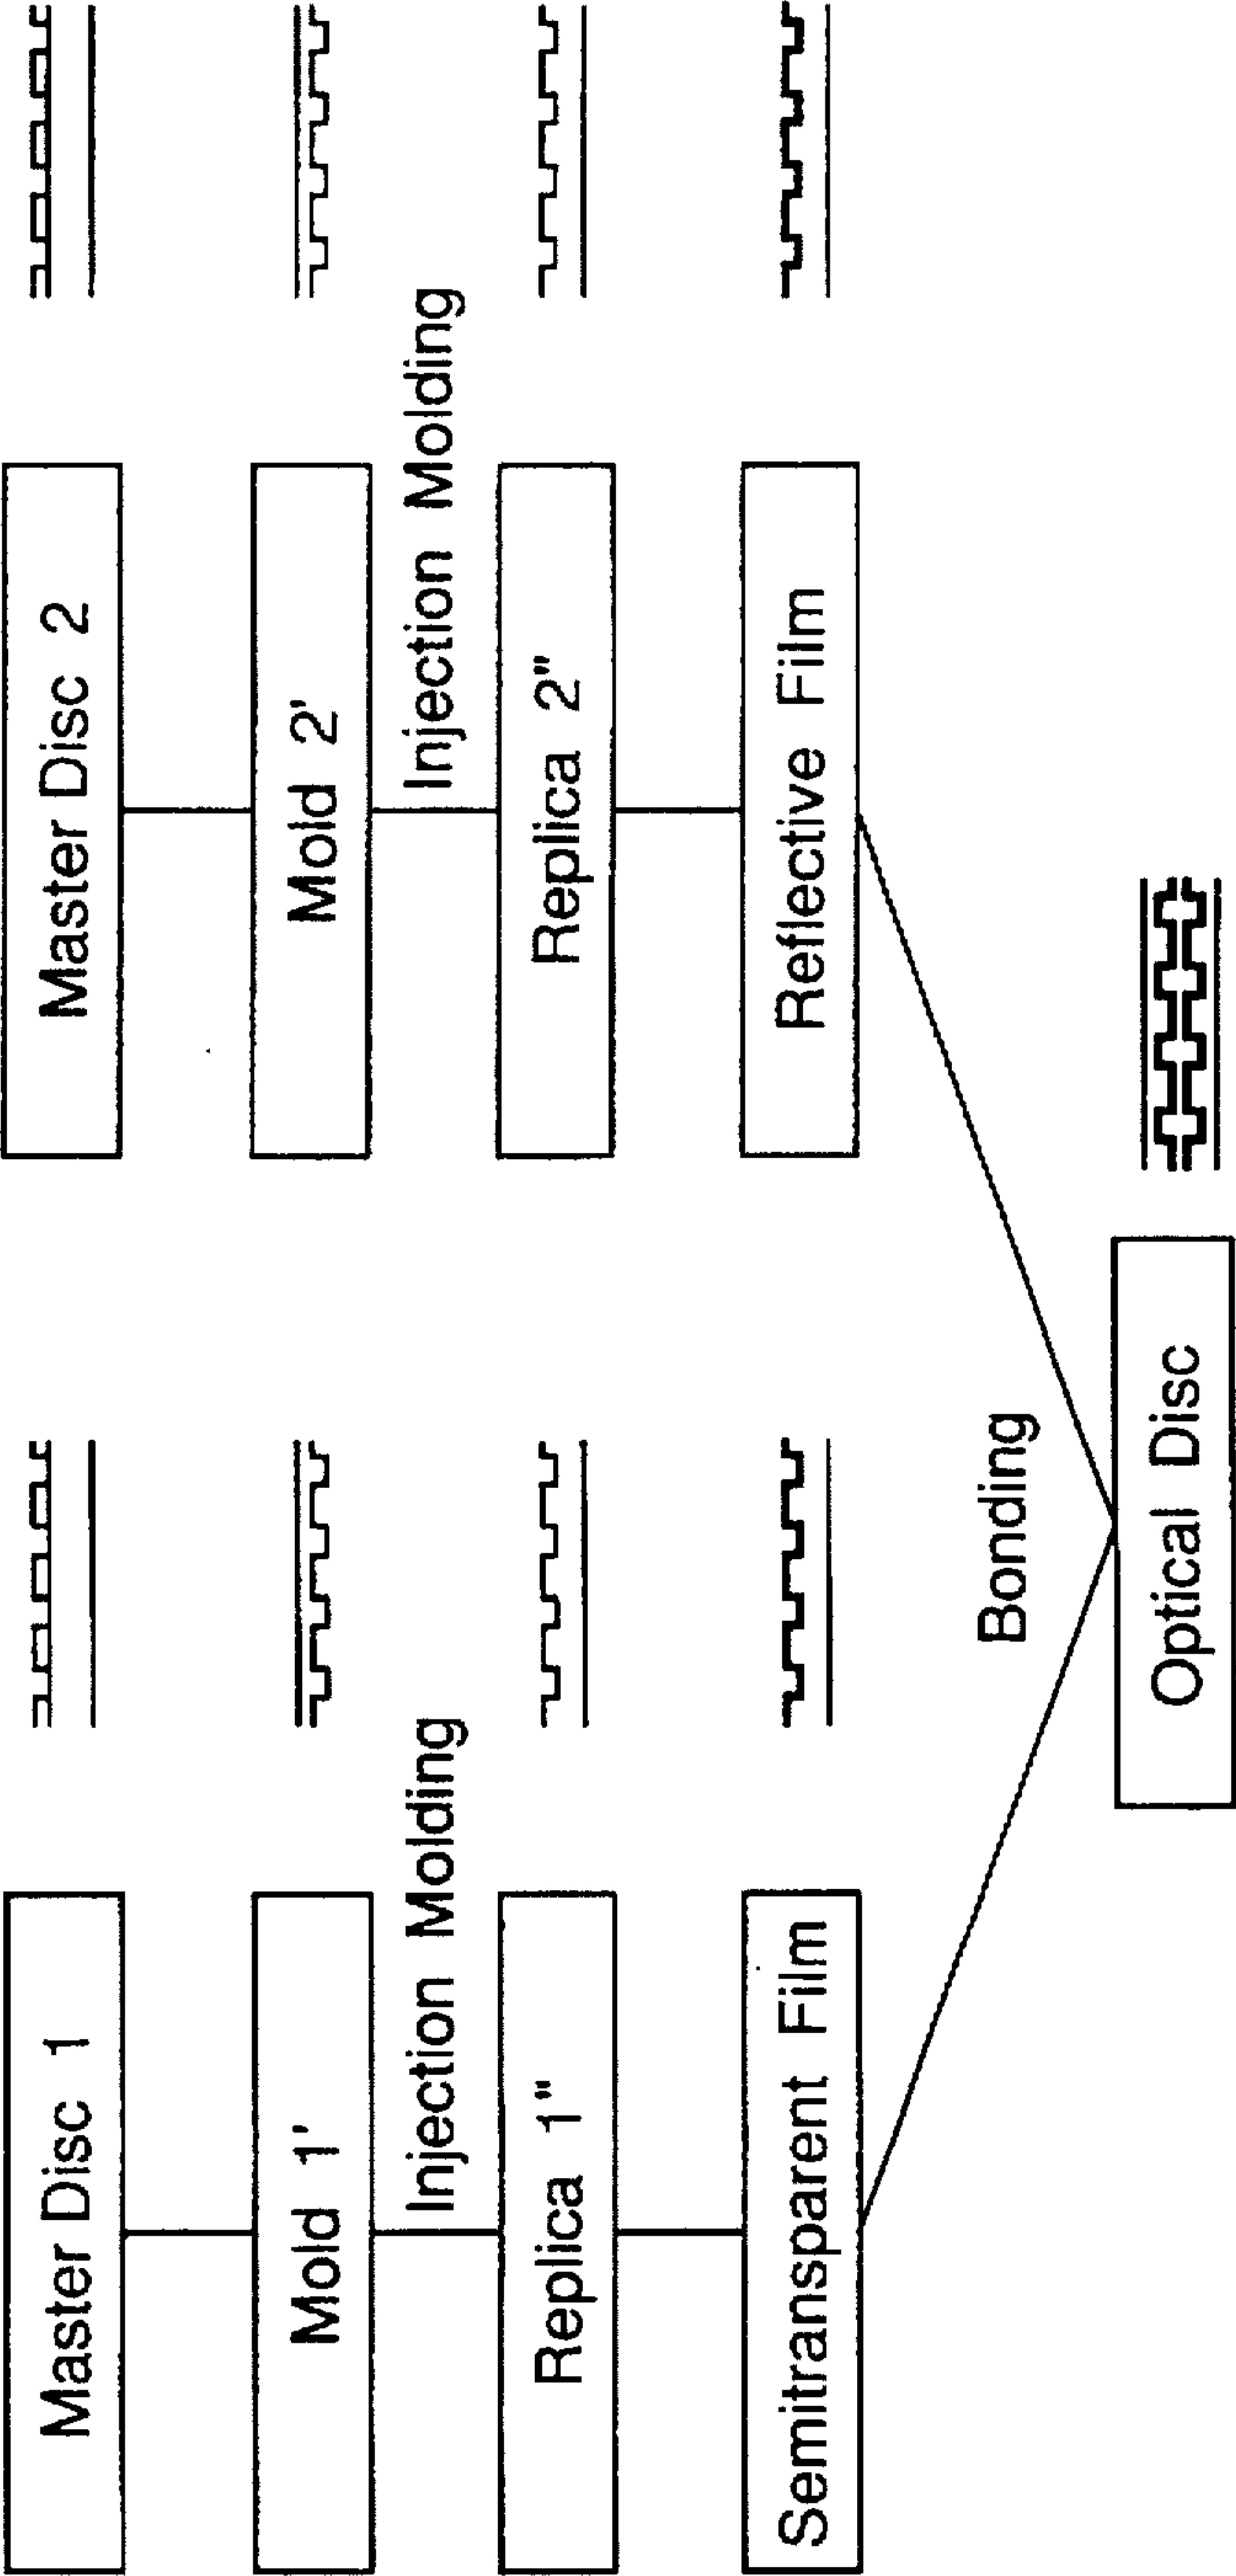 Master Disc 1
Mold 1'
Injection Molding
Replica 1"
Semitransparent Film
Master Disc 2
Mold 2'
Injection Molding
Replica 2"
Reflective Film
Bonding
Optical Disc